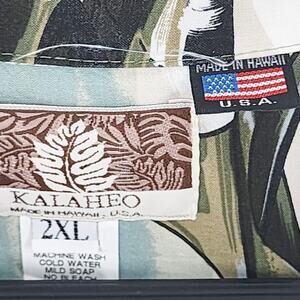 MADE IN HAWAII
U.S.A.
KALAHEO
MADE IN HAWAII, U.S.A.
2XL
MACHINE WASH
COLD WATER
MILD SOAP
NO BLEACH